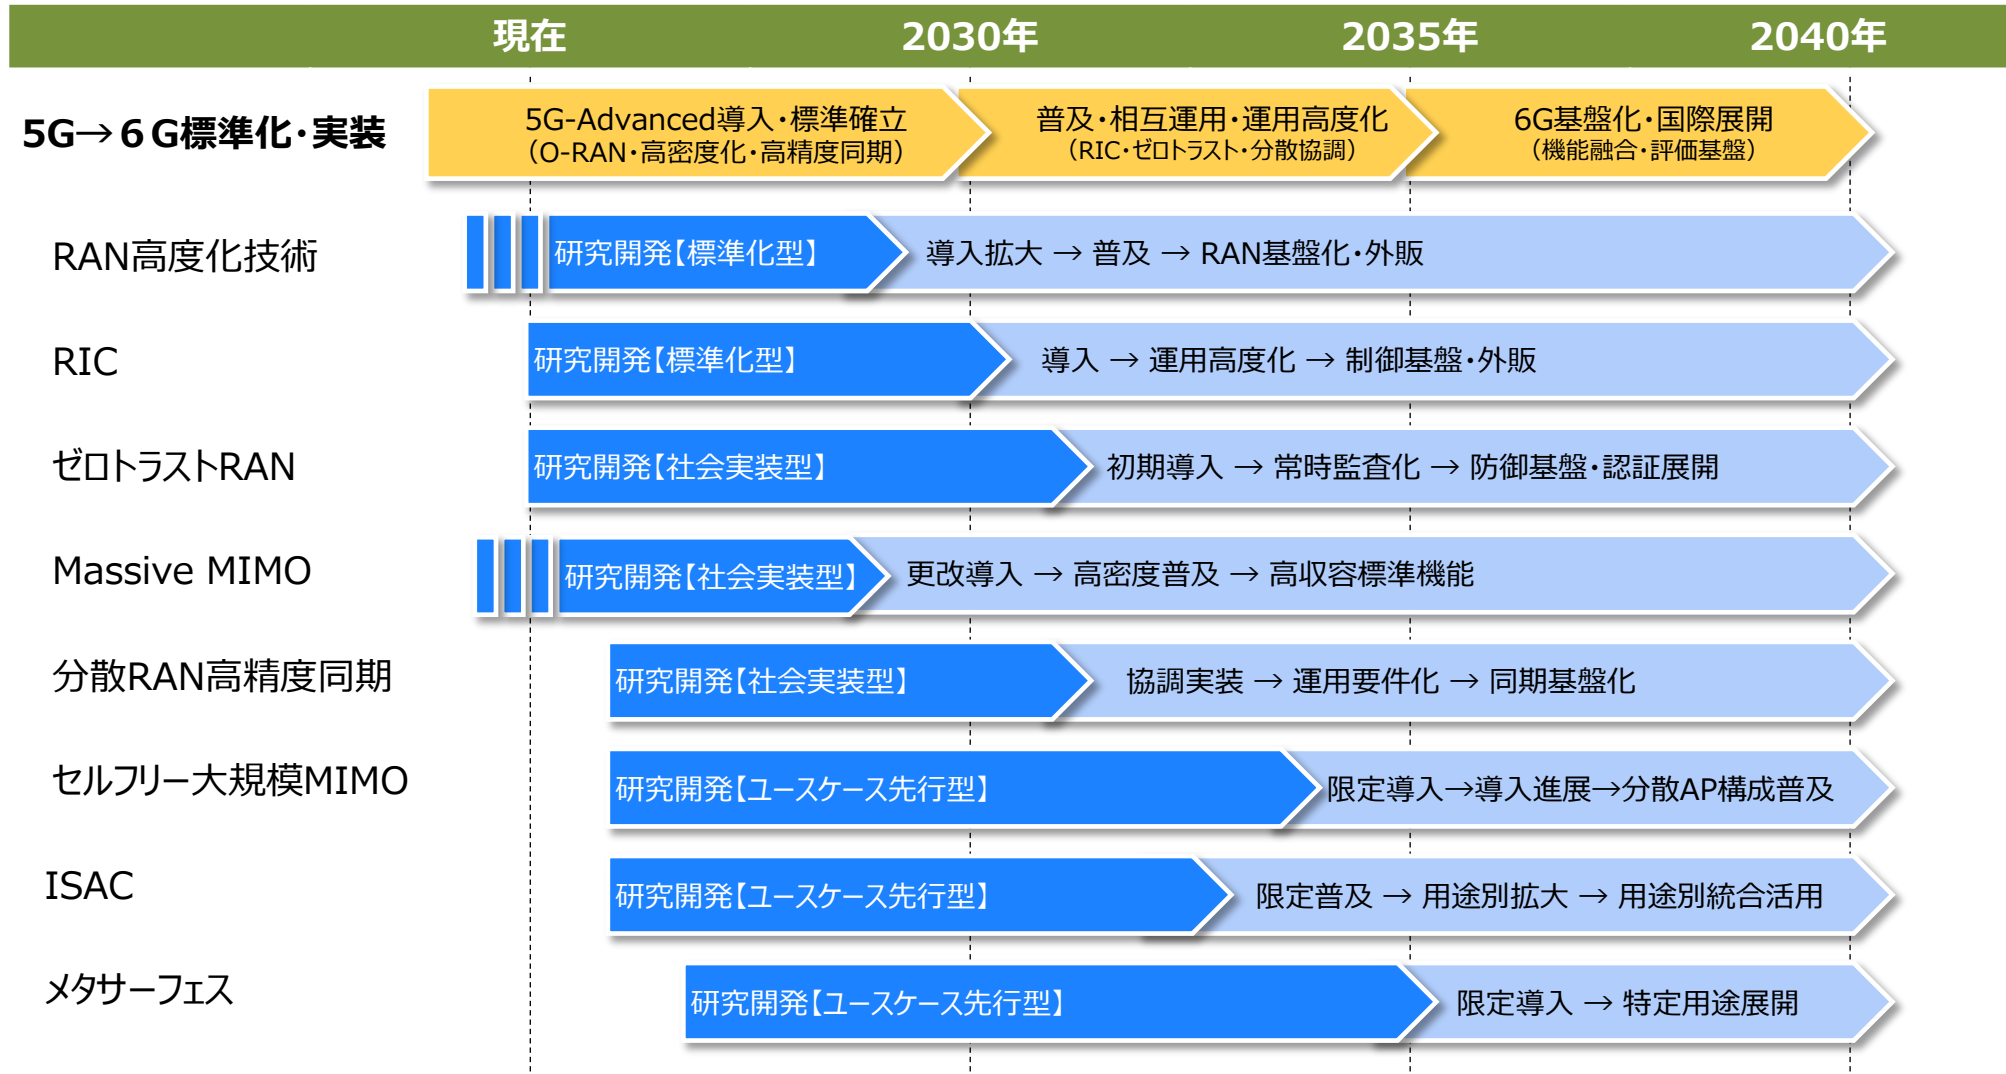 現在 2030年 2035年 2040年
5G→６G標準化・実装
5G-Advanced導入・標準確立
（O-RAN・高密度化・高精度同期）
普及・相互運用・運用高度化
（RIC・ゼロトラスト・分散協調）
6G基盤化・国際展開
（機能融合・評価基盤）
RAN高度化技術
研究開発【標準化型】
導入拡大 → 普及 → RAN基盤化・外販
RIC
研究開発【標準化型】
導入 → 運用高度化 → 制御基盤・外販
ゼロトラストRAN
研究開発【社会実装型】
初期導入 → 常時監査化 → 防御基盤・認証展開
Massive MIMO
研究開発【社会実装型】
更改導入 → 高密度普及 → 高収容標準機能
分散RAN高精度同期
研究開発【社会実装型】
協調実装 → 運用要件化 → 同期基盤化
セルフリー大規模MIMO
研究開発【ユースケース先行型】
限定導入→導入進展→分散AP構成普及
ISAC
研究開発【ユースケース先行型】
限定普及 → 用途別拡大 → 用途別統合活用
メタサーフェス
研究開発【ユースケース先行型】
限定導入 → 特定用途展開